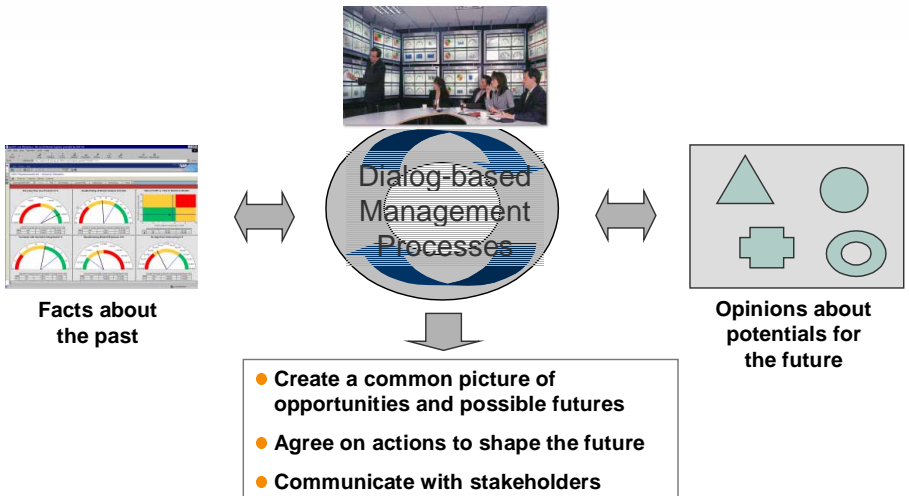 Dialog-based
Management
Processes
Facts about
the past
Opinions about
potentials for
the future
Create a common picture of
opportunities and possible futures
Agree on actions to shape the future
Communicate with stakeholders